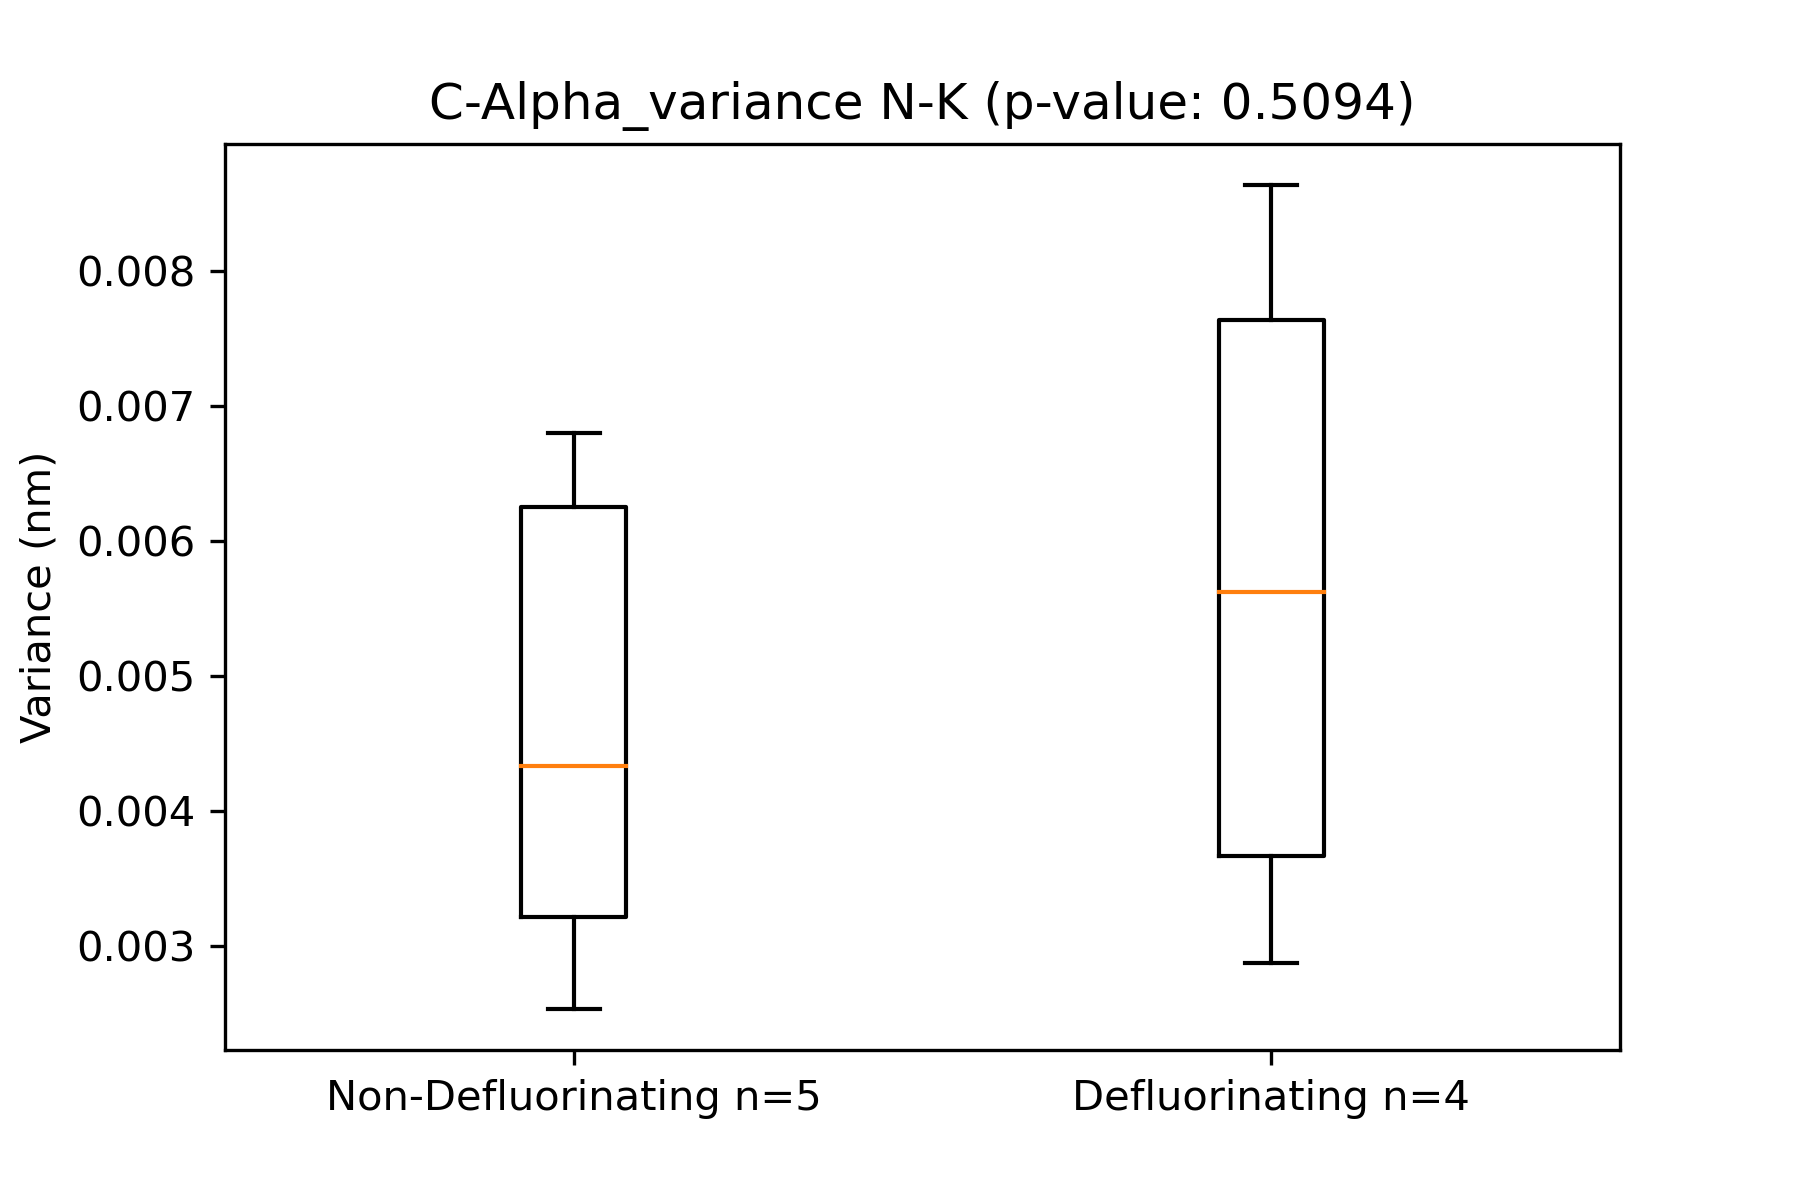 C-Alpha_variance N-K (p-value: 0.5094)
Variance (nm)
0.008
0.007
0.006
0.005
0.004
0.003
Non-Defluorinating n=5
Defluorinating n=4